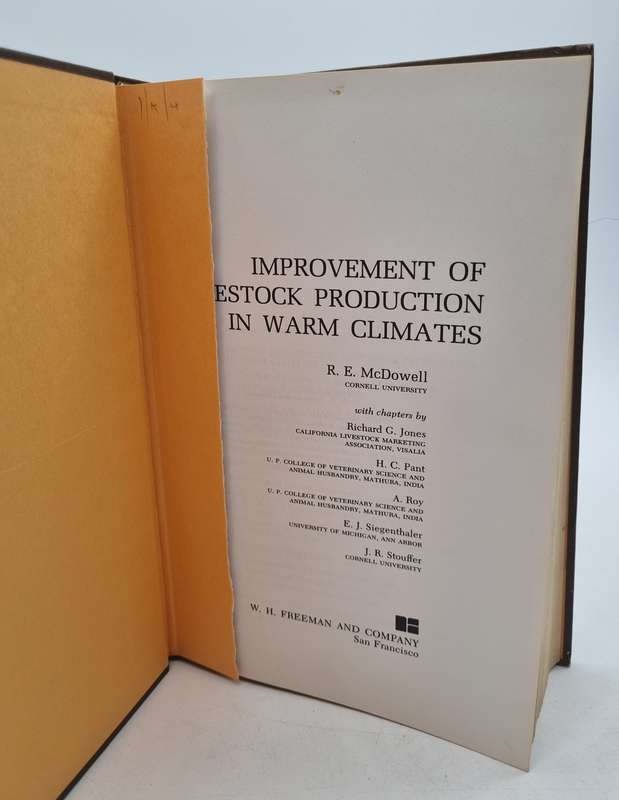 IMPROVEMENT OF
ESTOCK PRODUCTION
IN WARM CLIMATES
R. E. McDowell
CORNELL UNIVERSITY
with chapters by
Richard G. Jones
CALIFORNIA LIVESTOCK MARKETING
ASSOCIATION, VISALIA
H. C. Pant
U. P. COLLEGE OF VETERINARY SCIENCE AND
ANIMAL HUSBANDRY, MATHURA, INDIA
A. Roy
U. P. COLLEGE OF VETERINARY SCIENCE AND
ANIMAL HUSBANDRY, MATHURA, INDIA
E. J. Siegenthaler
UNIVERSITY OF MICHIGAN, ANN ARBOR
J. R. Stouffer
CORNELL UNIVERSITY
W. H. FREEMAN AND COMPANY
San Francisco